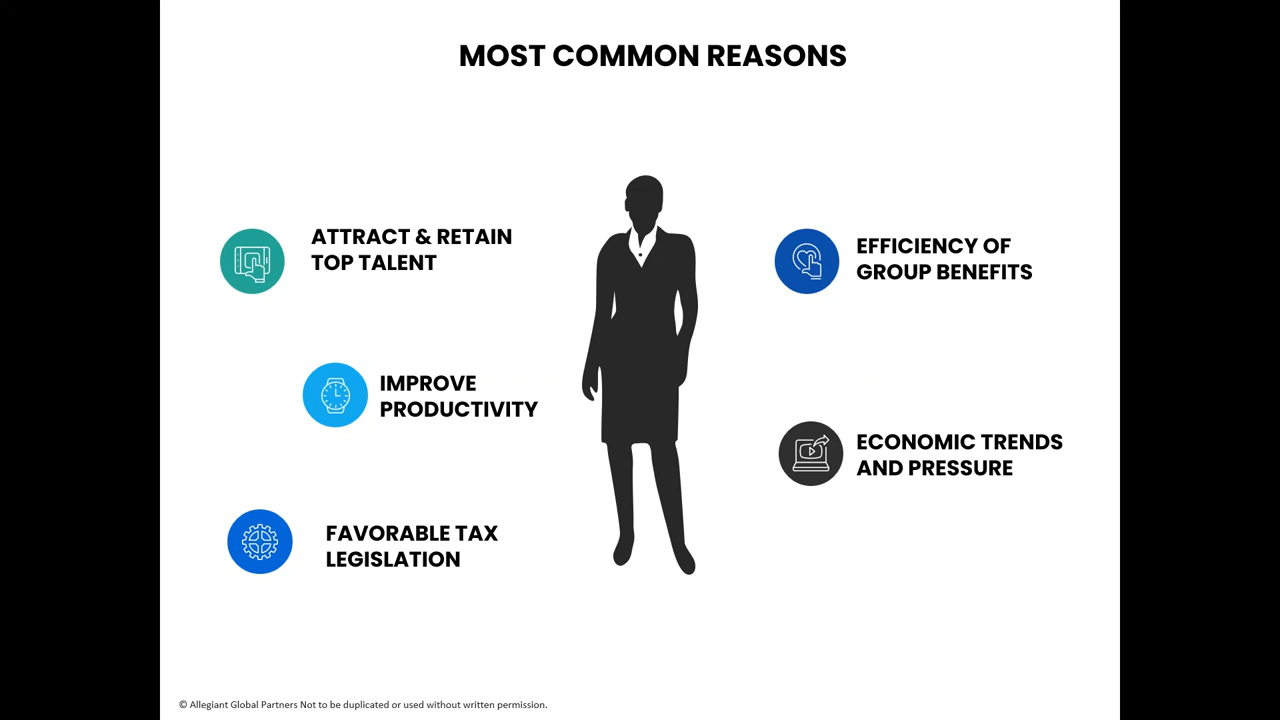 MOST COMMON REASONS
ATTRACT & RETAIN
TOP TALENT
IMPROVE
PRODUCTIVITY
FAVORABLE TAX
LEGISLATION
EFFICIENCY OF
GROUP BENEFITS
ECONOMIC TRENDS
AND PRESSURE
© Allegiant Global Partners Not to be duplicated or used without written permission.